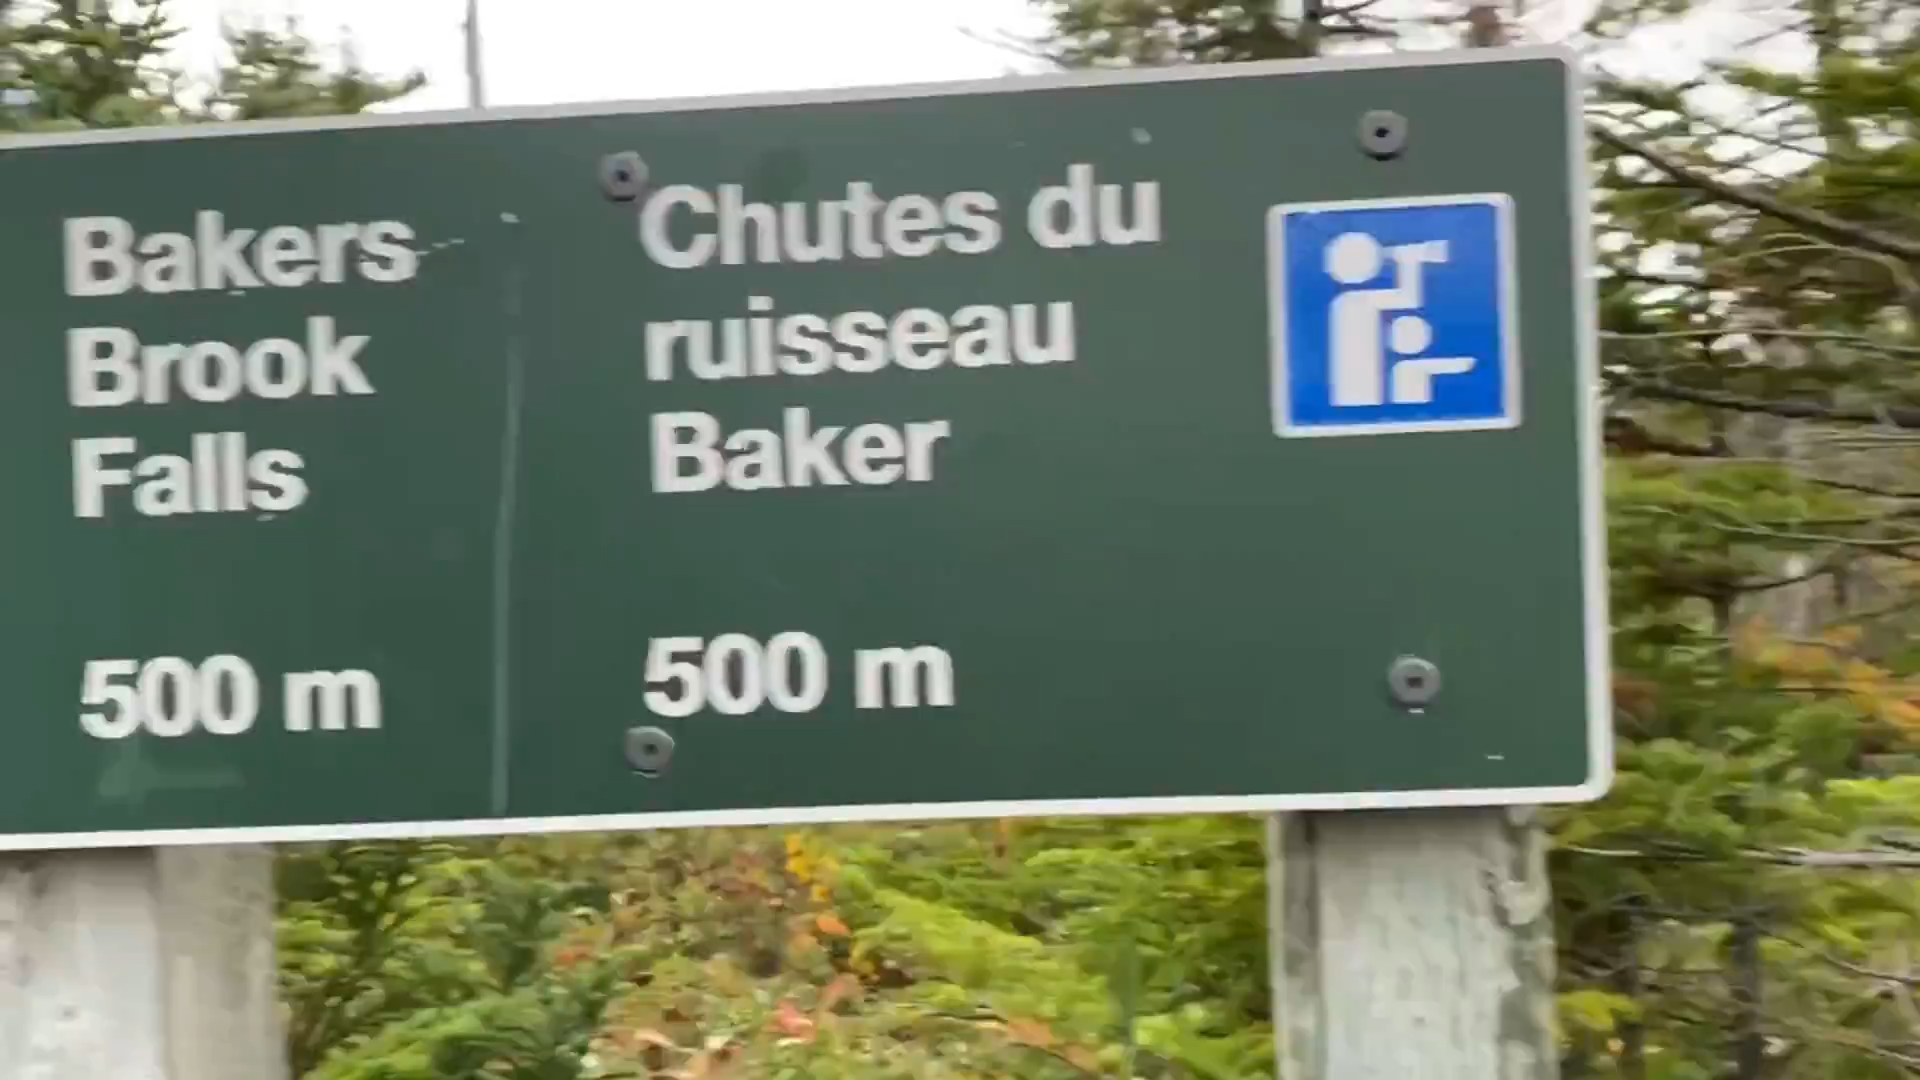 Bakers
Brook
Falls
500 m
Chutes du
ruisseau
Baker
500 m